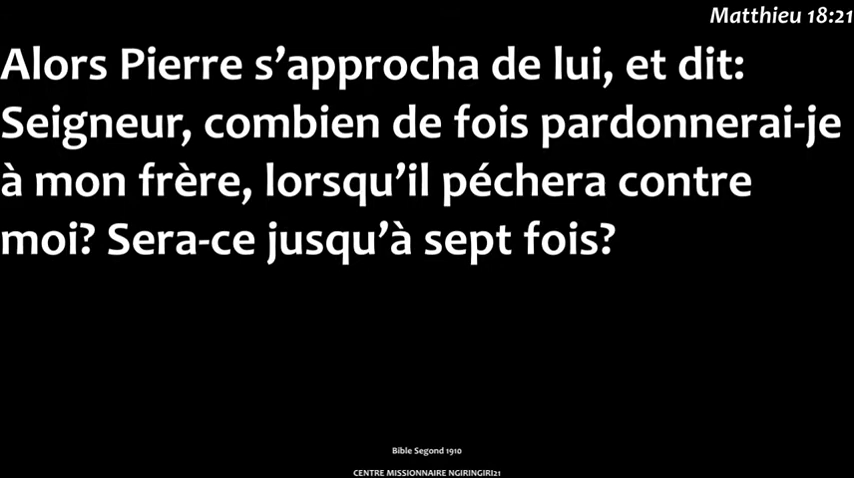 Matthieu 18:21
Alors Pierre s’approcha de lui, et dit:
Seigneur, combien de fois pardonnerai-je
à mon frère, lorsqu’il péchera contre
moi? Sera-ce jusqu’à sept fois?
Bible Segond 1910
CENTRE MISSIONNAIRE NGIRINGIRI21